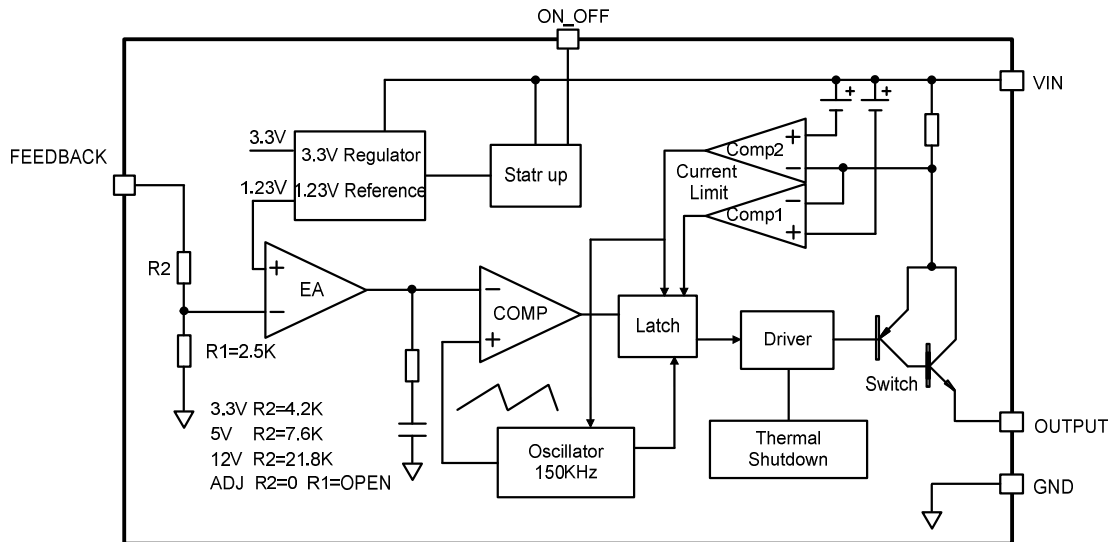 ON_OFF
VIN
FEEDBACK
3.3V
3.3V Regulator
1.23V
1.23V Reference
Statr up
+
+
Comp2
+
−
Current
Limit
Comp1
−
+
R2
EA
+
−
R1=2.5K
COMP
−
+
Latch
Driver
Switch
3.3V R2=4.2K
5V R2=7.6K
12V R2=21.8K
ADJ R2=0 R1=OPEN
Oscillator
150KHz
Thermal
Shutdown
OUTPUT
GND